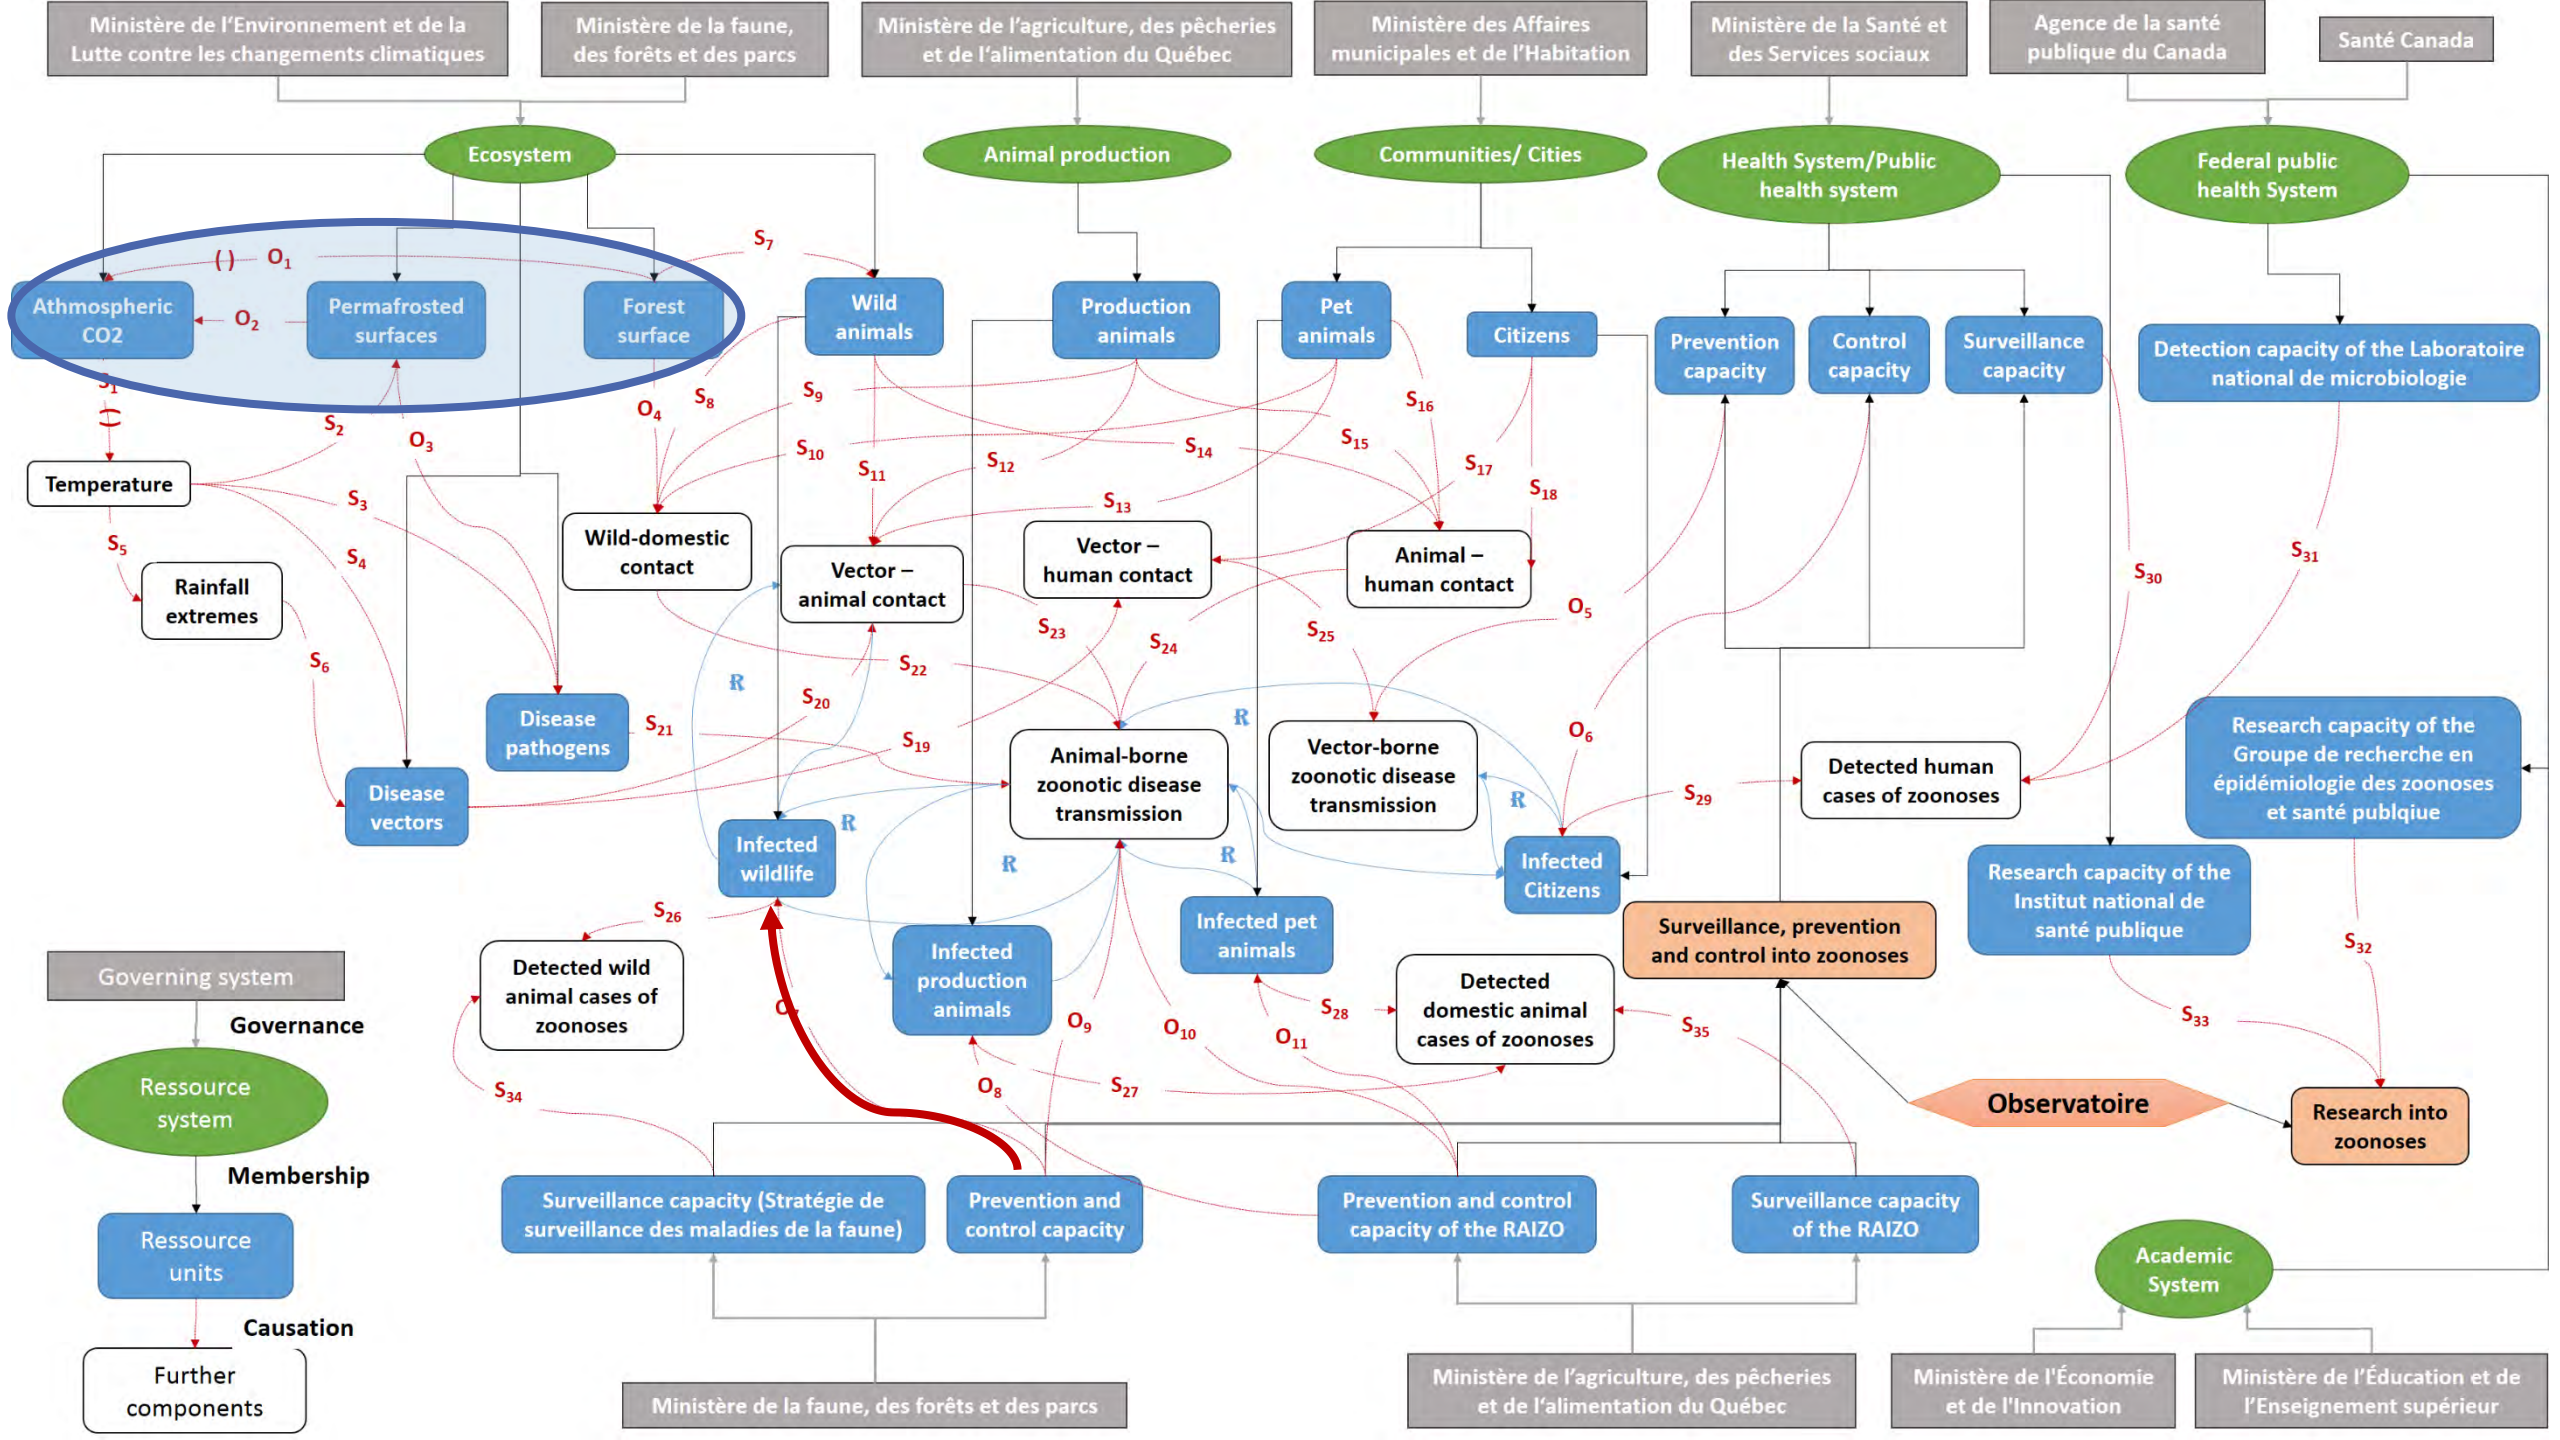 Ministère de l‘Environnement et de la
Lutte contre les changements climatiques
Ministère de la faune,
des forêts et des parcs
Ministère de l’agriculture, des pêcheries
et de l‘alimentation du Québec
Ministère des Affaires
municipales et de l’Habitation
Ministère de la Santé et
des Services sociaux
Agence de la santé
publique du Canada
Santé Canada
Ecosystem
Animal production
Communities/ Cities
Health System/Public
health system
Federal public
health System
S7
( ) O1
O2
Athmospheric
CO2
Permafrosted
surfaces
Forest
surface
Wild
animals
Production
animals
Pet
animals
Citizens
Prevention
capacity
Control
capacity
Surveillance
capacity
Detection capacity of the Laboratoire
national de microbiologie
S1
( )
S2
O3
O4
S8
S9
S10
S11
S12
S13
S14
S15
S16
S17
S18
Temperature
S3
S4
S5
Rainfall
extremes
S6
Wild-domestic
contact
Vector –
animal contact
Vector –
human contact
Animal –
human contact
S23
S24
S25
O5
S30
S31
S22
R
S20
S21
S19
R
O6
Disease
pathogens
Disease
vectors
Animal-borne
zoonotic disease
transmission
Vector-borne
zoonotic disease
transmission
R
S29
Detected human
cases of zoonoses
Research capacity of the
Groupe de recherche en
épidémiologie des zoonoses
et santé publqiue
R
R
R
Infected
wildlife
Infected
Citizens
Research capacity of the
Institut national de
santé publique
S26
Infected pet
animals
Surveillance, prevention
and control into zoonoses
S32
Detected wild
animal cases of
zoonoses
Infected
production
animals
Detected
domestic animal
cases of zoonoses
O
O9
O10
S28
O11
S35
S33
O8
S27
S34
Observatoire
Research into
zoonoses
Governing system
Governance
Ressource
system
Membership
Ressource
units
Causation
Further
components
Surveillance capacity (Stratégie de
surveillance des maladies de la faune)
Prevention and
control capacity
Prevention and control
capacity of the RAIZO
Surveillance capacity
of the RAIZO
Academic
System
Ministère de la faune, des forêts et des parcs
Ministère de l’agriculture, des pêcheries
et de l‘alimentation du Québec
Ministère de l'Économie
et de l'Innovation
Ministère de l’Éducation et de
l’Enseignement supérieur